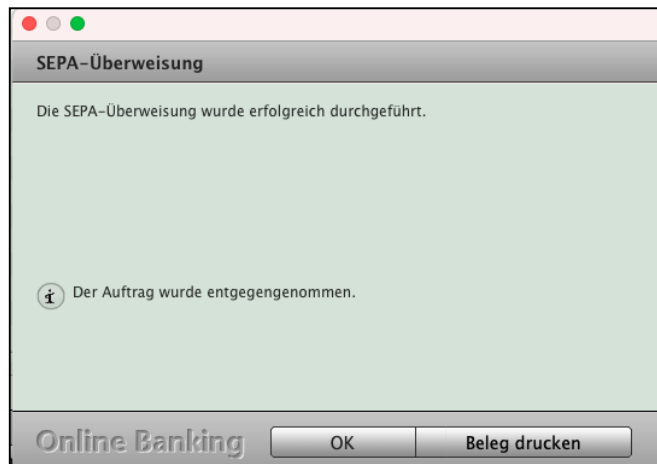 SEPA-Überweisung
Die SEPA-Überweisung wurde erfolgreich durchgeführt.
Der Auftrag wurde entgegengenommen.
Online Banking
OK
Beleg drucken